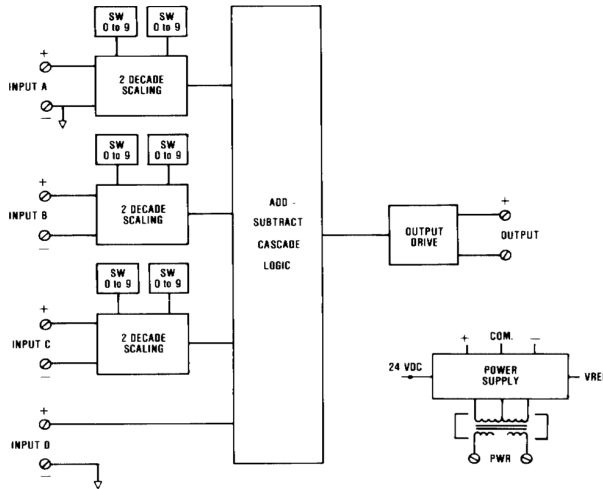 SW
0 to 9
SW
0 to 9
+
INPUT A
−
2 DECADE
SCALING
SW
0 to 9
SW
0 to 9
+
INPUT B
−
2 DECADE
SCALING
SW
0 to 9
SW
0 to 9
+
INPUT C
−
2 DECADE
SCALING
+
INPUT D
−
ADD -
SUBTRACT
CASCADE
LOGIC
OUTPUT
DRIVE
+
OUTPUT
−
+ COM. −
24 VDC
POWER
SUPPLY
VREF
PWR